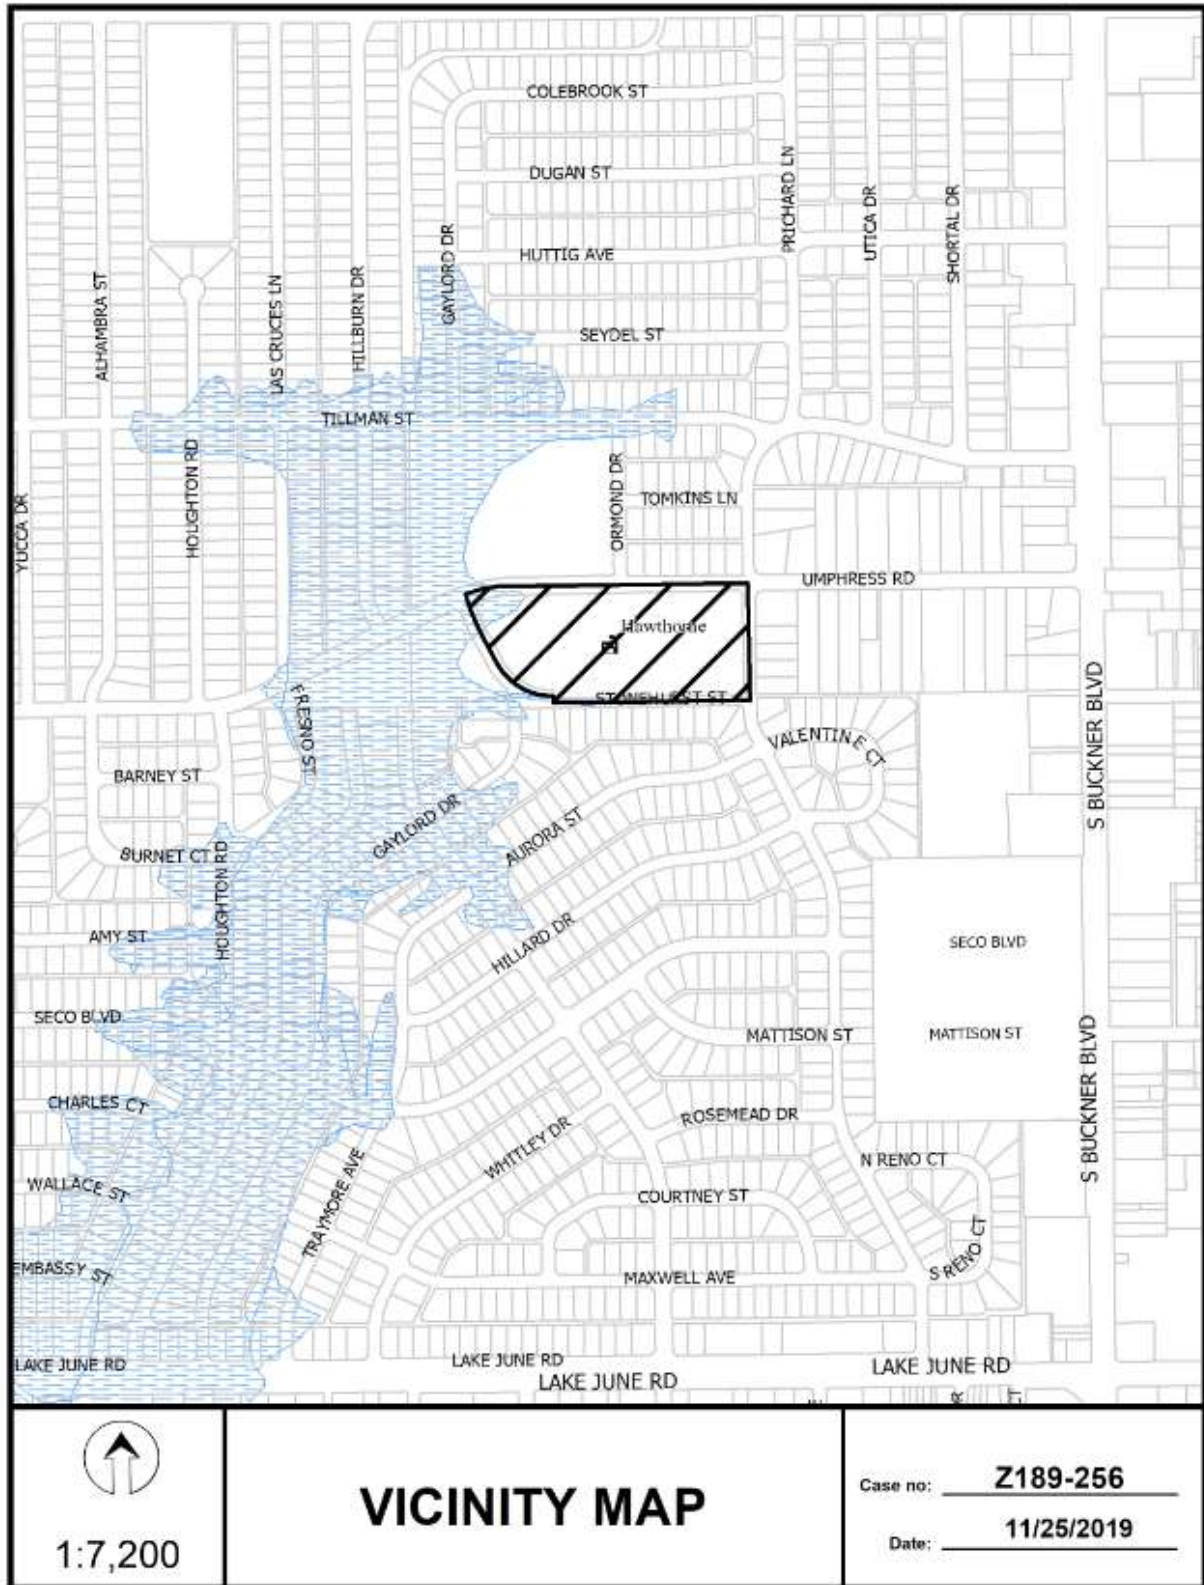 COLEBROOK ST
DUGAN ST
PRICHARD LN
UTICA DR
SHORTAL DR
GAYLORD DR
HUTTIG AVE
ALHAMBRA ST
LAS CRUCES LN
HILLBURN DR
SEYDEL ST
TILLMAN ST
HOUGHTON RD
YUCCA DR
ORMOND DR
TOMKINS LN
UMPHRESS RD
Hawthorne
STONEHURST ST
S BUCKNER BLVD
FRESNO ST
VALENTINE CT
BARNEY ST
GAYLORD DR
AURORA ST
BURNET CT
HOUGHTON RD
AMY ST
HILLARD DR
SECO BLVD
SECO BLVD
MATTISON ST
MATTISON ST
S BUCKNER BLVD
CHARLES CT
ROSEMEAD DR
WHITLEY DR
N RENO CT
WALLACE ST
TRAYMORE AVE
COURTNEY ST
S RENO CT
EMBASSY ST
MAXWELL AVE
LAKE JUNE RD
LAKE JUNE RD
LAKE JUNE RD
LAKE JUNE RD
CT
1:7,200
VICINITY MAP
Case no: Z189-256
Date: 11/25/2019